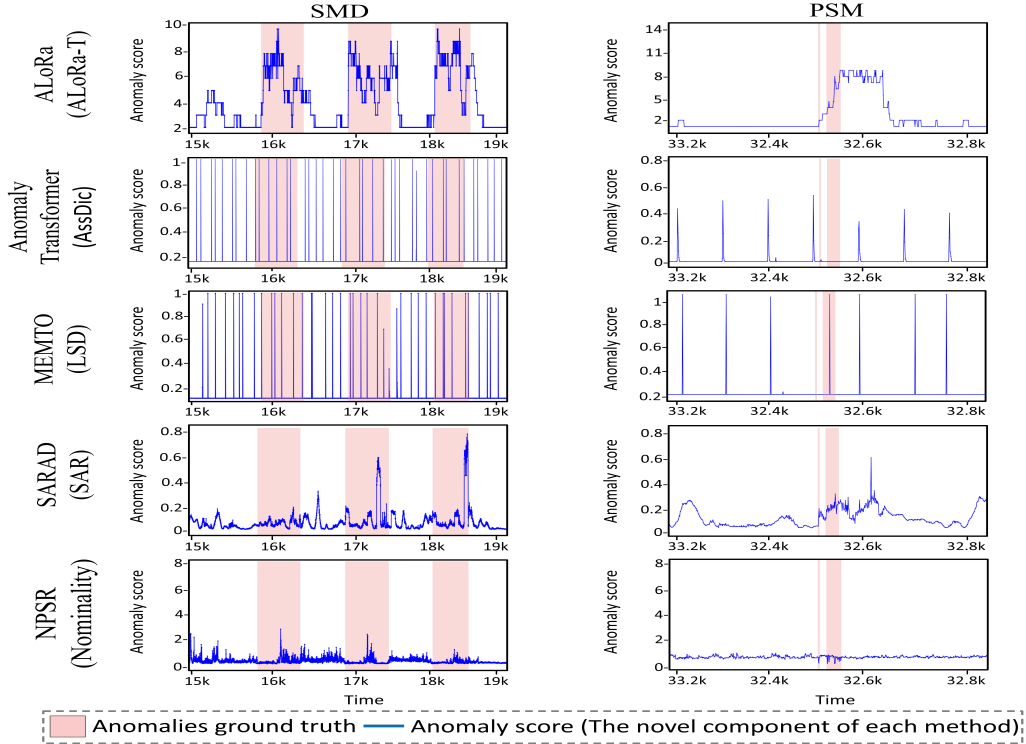 SMD
PSM
ALoRa
(ALoRa-T)
Anomaly score
10
8
6
4
2
15k 16k 17k 18k 19k
Anomaly score
14
11
8
5
2
33.2k 32.4k 32.6k 32.8k
Anomaly
Transformer
(AssDic)
Anomaly score
1
0.8
0.6
0.4
0.2
15k 16k 17k 18k 19k
Anomaly score
0.8
0.6
0.4
0.2
0
33.2k 32.4k 32.6k 32.8k
MEMTO
(LSD)
Anomaly score
1
0.8
0.6
0.4
0.2
15k 16k 17k 18k 19k
Anomaly score
1
0.8
0.6
0.4
0.2
33.2k 32.4k 32.6k 32.8k
SARAD
(SAR)
Anomaly score
0.8
0.6
0.4
0.2
0
15k 16k 17k 18k 19k
Anomaly score
0.8
0.6
0.4
0.2
0
33.2k 32.4k 32.6k 32.8k
NPSR
(Nominality)
Anomaly score
8
6
4
2
0
15k 16k 17k 18k 19k
Time
Anomaly score
8
6
4
2
0
33.2k 32.4k 32.6k 32.8k
Time
Anomalies ground truth
Anomaly score (The novel component of each method)